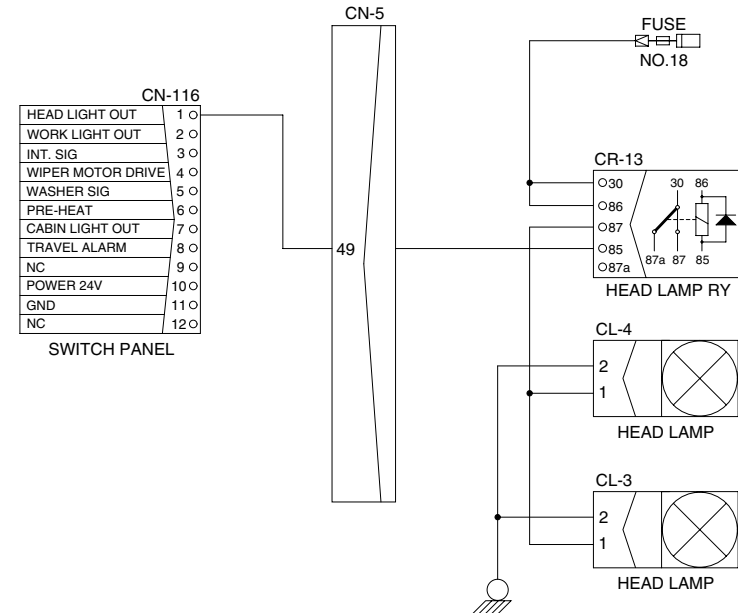 CN-5
FUSE
NO.18
CN-116
HEAD LIGHT OUT 1
WORK LIGHT OUT 2
INT. SIG 3
WIPER MOTOR DRIVE 4
WASHER SIG 5
PRE-HEAT 6
CABIN LIGHT OUT 7
TRAVEL ALARM 8
NC 9
POWER 24V 10
GND 11
NC 12
SWITCH PANEL
49
CR-13
30
86
87
85
87a
30 86
87a 87 85
HEAD LAMP RY
CL-4
2
1
HEAD LAMP
CL-3
2
1
HEAD LAMP